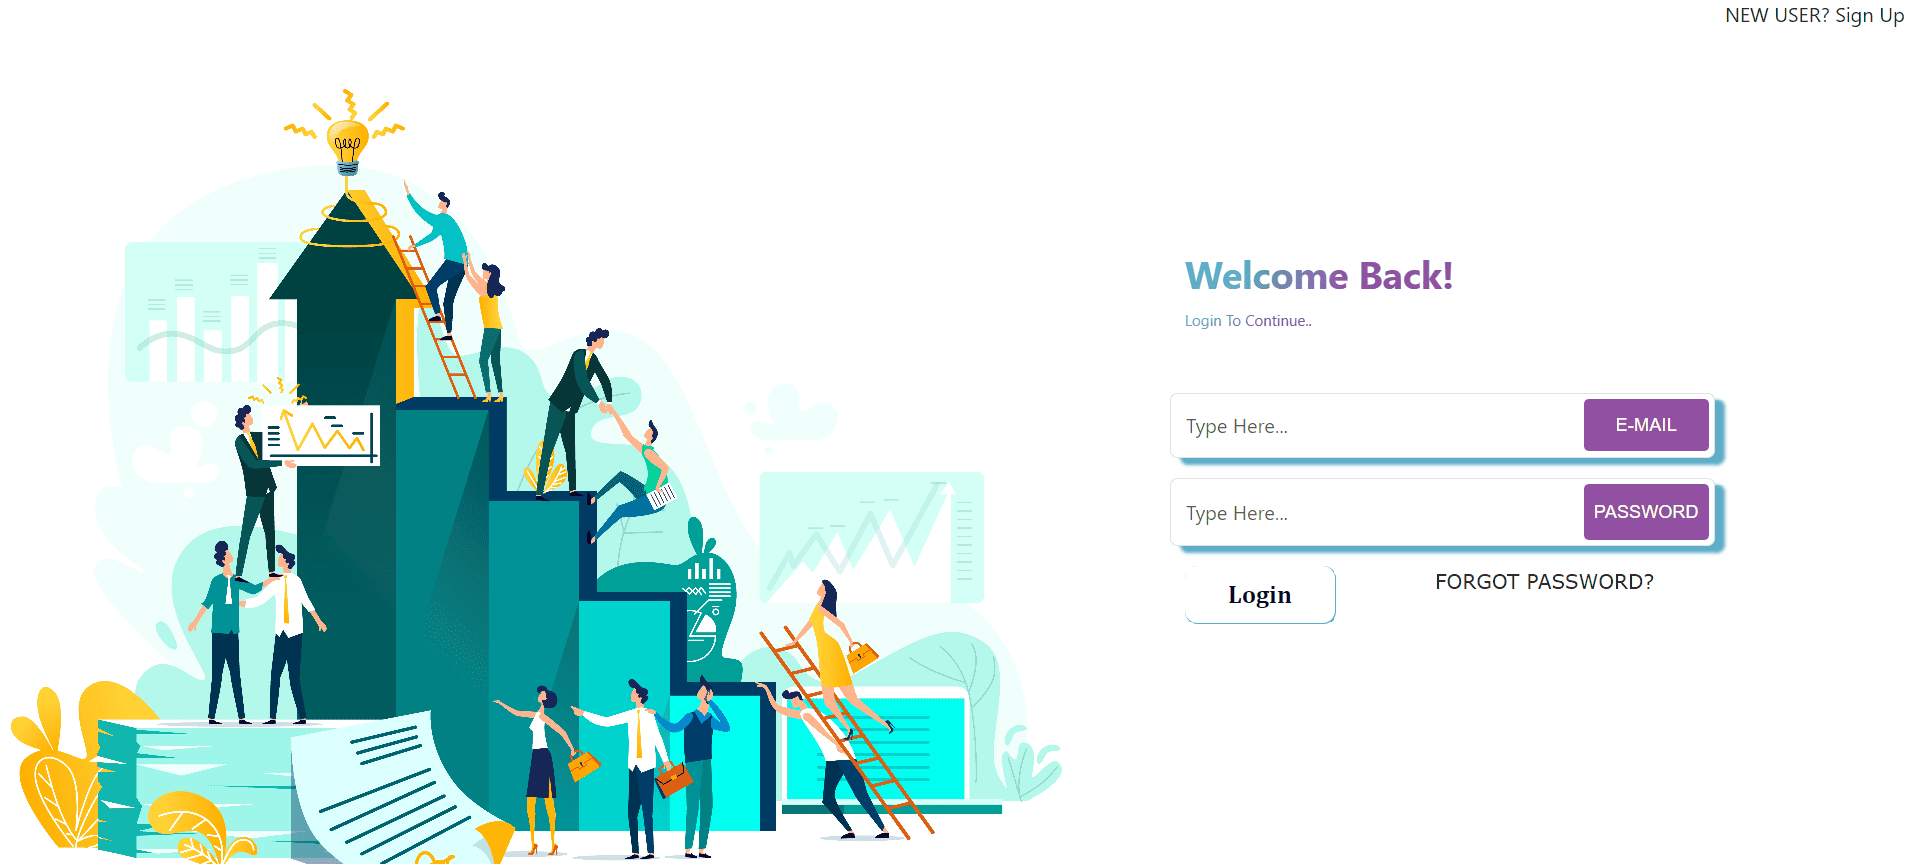 NEW USER? Sign Up
Welcome Back!
Login To Continue..
Type Here... E-MAIL
Type Here... PASSWORD
Login FORGOT PASSWORD?